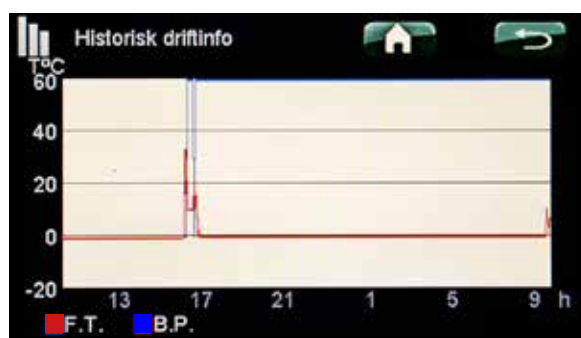 Historisk driftinfo
T°C
60
40
20
0
-20
13 17 21 1 5 9 h
F.T. B.P.